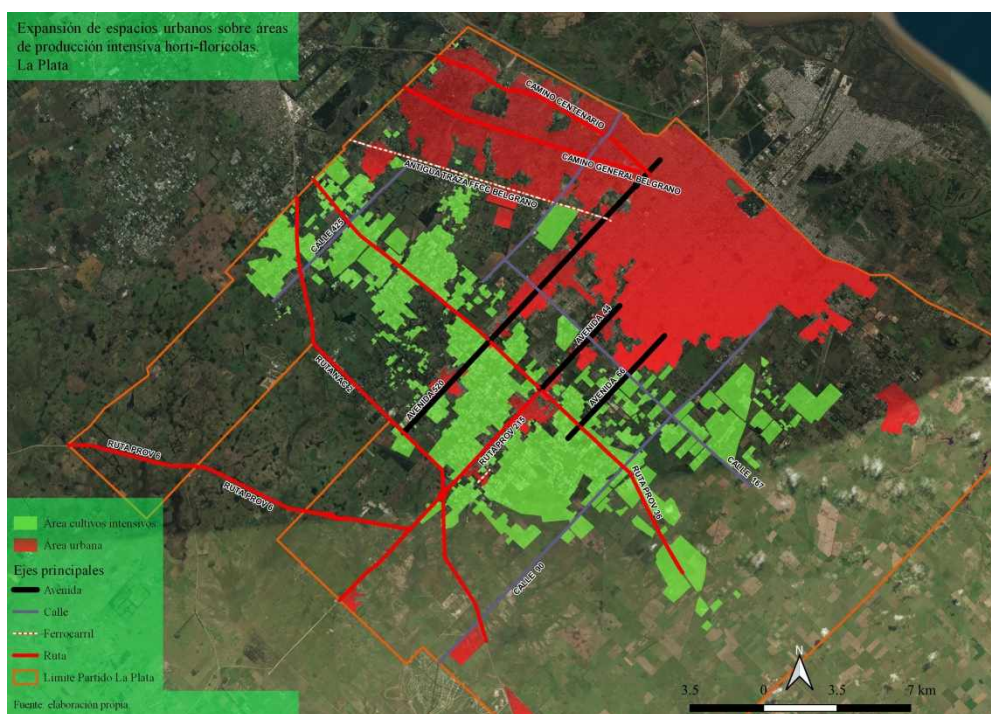 Expansión de espacios urbanos sobre áreas
de producción intensiva horti-florícolas.
La Plata
CAMINO CENTENARIO
CAMINO GENERAL BELGRANO
ANTIGUA TRAZA FFCC BELGRANO
CALLE 425
RUTA NAC 2
AVENIDA 520
AVENIDA 44
AVENIDA 66
RUTA PROV 215
RUTA PROV 36
CALLE 167
CALLE 90
RUTA PROV 6
RUTA PROV 6
Área cultivos intensivos
Área urbana
Ejes principales
Avenida
Calle
Ferrocarril
Ruta
Límite Partido La Plata
Fuente: elaboración propia.
N
3.5 0 3.5 7 km